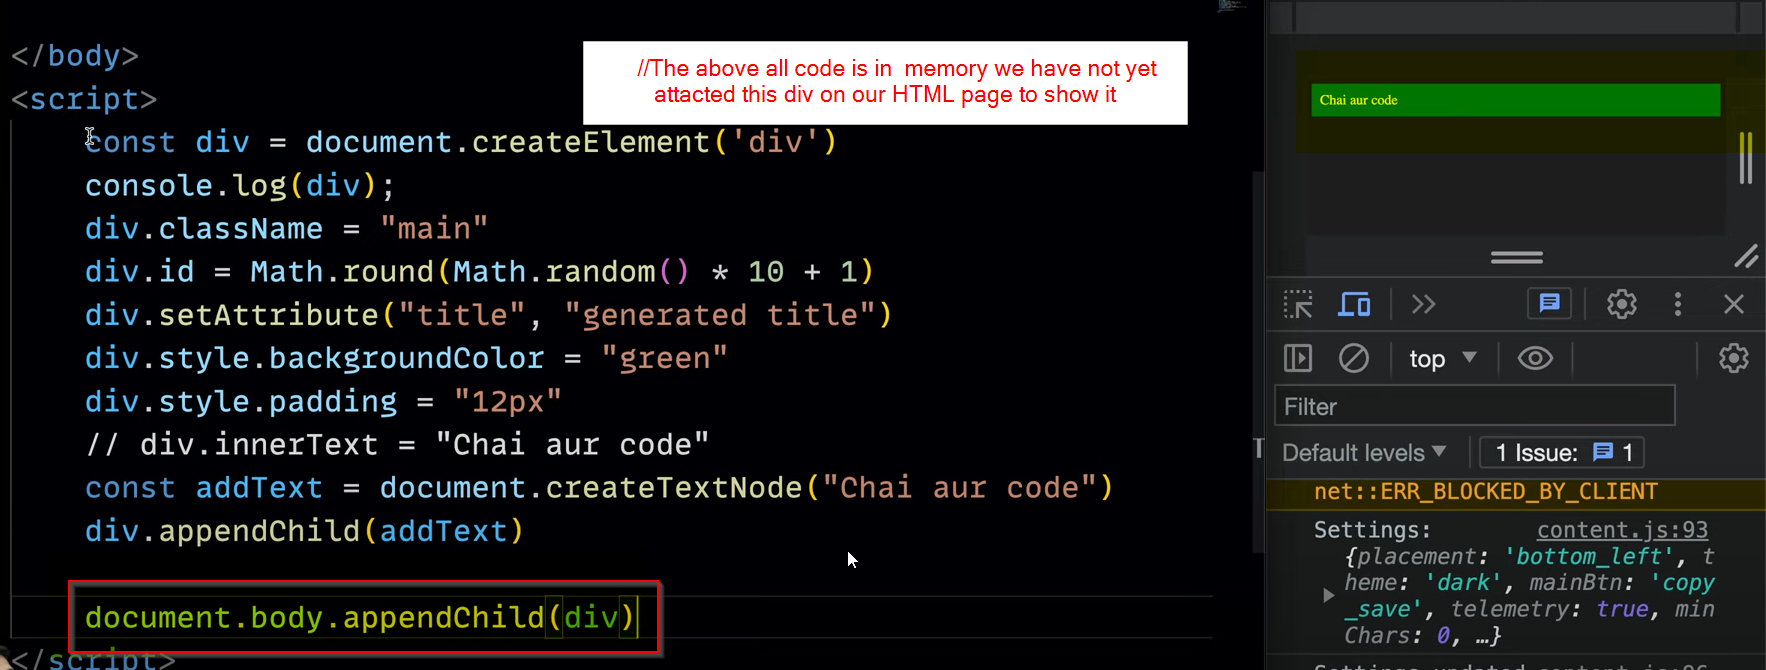 </body>
<script>
//The above all code is in memory we have not yet
attacted this div on our HTML page to show it
const div = document.createElement('div')
console.log(div);
div.className = "main"
div.id = Math.round(Math.random() * 10 + 1)
div.setAttribute("title", "generated title")
div.style.backgroundColor = "green"
div.style.padding = "12px"
// div.innerText = "Chai aur code"
const addText = document.createTextNode("Chai aur code")
div.appendChild(addText)
document.body.appendChild(div)
</script>
Chai aur code
top
Filter
Default levels
1 Issue: 1
net::ERR_BLOCKED_BY_CLIENT
Settings: content.js:93
{placement: 'bottom_left', t
heme: 'dark', mainBtn: 'copy
_save', telemetry: true, min
Chars: 0, …}
Settings updated content.js:96